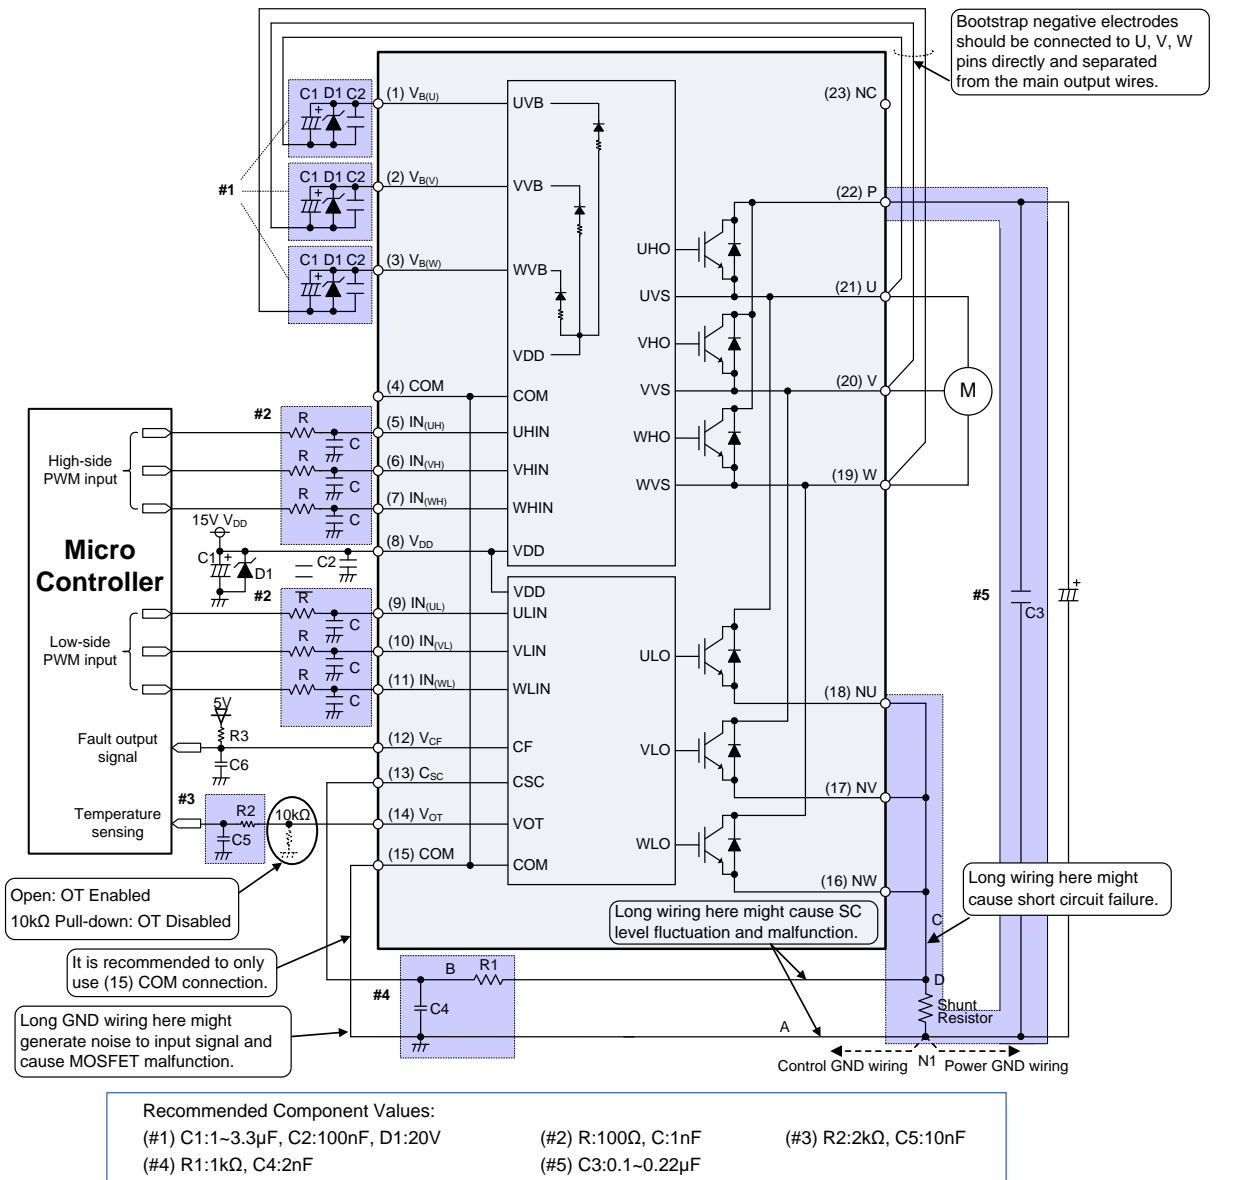 Bootstrap negative electrodes
should be connected to U, V, W
pins directly and separated
from the main output wires.
C1 D1 C2
(1) VB(U)
UVB
(23) NC
#1
C1 D1 C2
(2) VB(V)
VVB
(22) P
C1 D1 C2
(3) VB(W)
WVB
UHO
UVS
(21) U
VHO
VDD
(4) COM
COM
VVS
(20) V
M
#2
R
C
(5) IN(UH)
UHIN
WHO
High-side
PWM input
R
C
(6) IN(VH)
VHIN
R
C
(7) IN(WH)
WHIN
WVS
(19) W
15V VDD
(8) VDD
VDD
C1
D1
C2
Micro
Controller
#2
VDD
#5
C3
R
C
(9) IN(UL)
ULIN
Low-side
PWM input
R
C
(10) IN(VL)
VLIN
ULO
R
C
(11) IN(WL)
WLIN
(18) NU
5V
R3
Fault output
signal
C6
(12) VCF
CF
VLO
(13) CSC
CSC
(17) NV
#3
Temperature
sensing
R2
C5
10kΩ
(14) VOT
VOT
WLO
(15) COM
COM
(16) NW
Open: OT Enabled
10kΩ Pull-down: OT Disabled
Long wiring here might
cause short circuit failure.
Long wiring here might cause SC
level fluctuation and malfunction.
C
It is recommended to only
use (15) COM connection.
#4
B
R1
C4
D
Shunt
Resistor
Long GND wiring here might
generate noise to input signal and
cause MOSFET malfunction.
A
Control GND wiring
N1
Power GND wiring
Recommended Component Values:
(#1) C1:1~3.3µF, C2:100nF, D1:20V
(#2) R:100Ω, C:1nF
(#3) R2:2kΩ, C5:10nF
(#4) R1:1kΩ, C4:2nF
(#5) C3:0.1~0.22µF